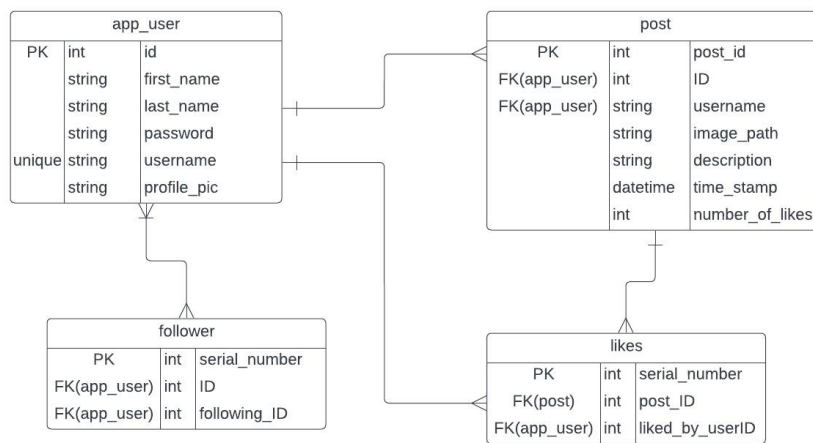 app_user
PK int id
string first_name
string last_name
string password
unique string username
string profile_pic
post
PK int post_id
FK(app_user) int ID
FK(app_user) string username
string image_path
string description
datetime time_stamp
int number_of_likes
follower
PK int serial_number
FK(app_user) int ID
FK(app_user) int following_ID
likes
PK int serial_number
FK(post) int post_ID
FK(app_user) int liked_by_userID